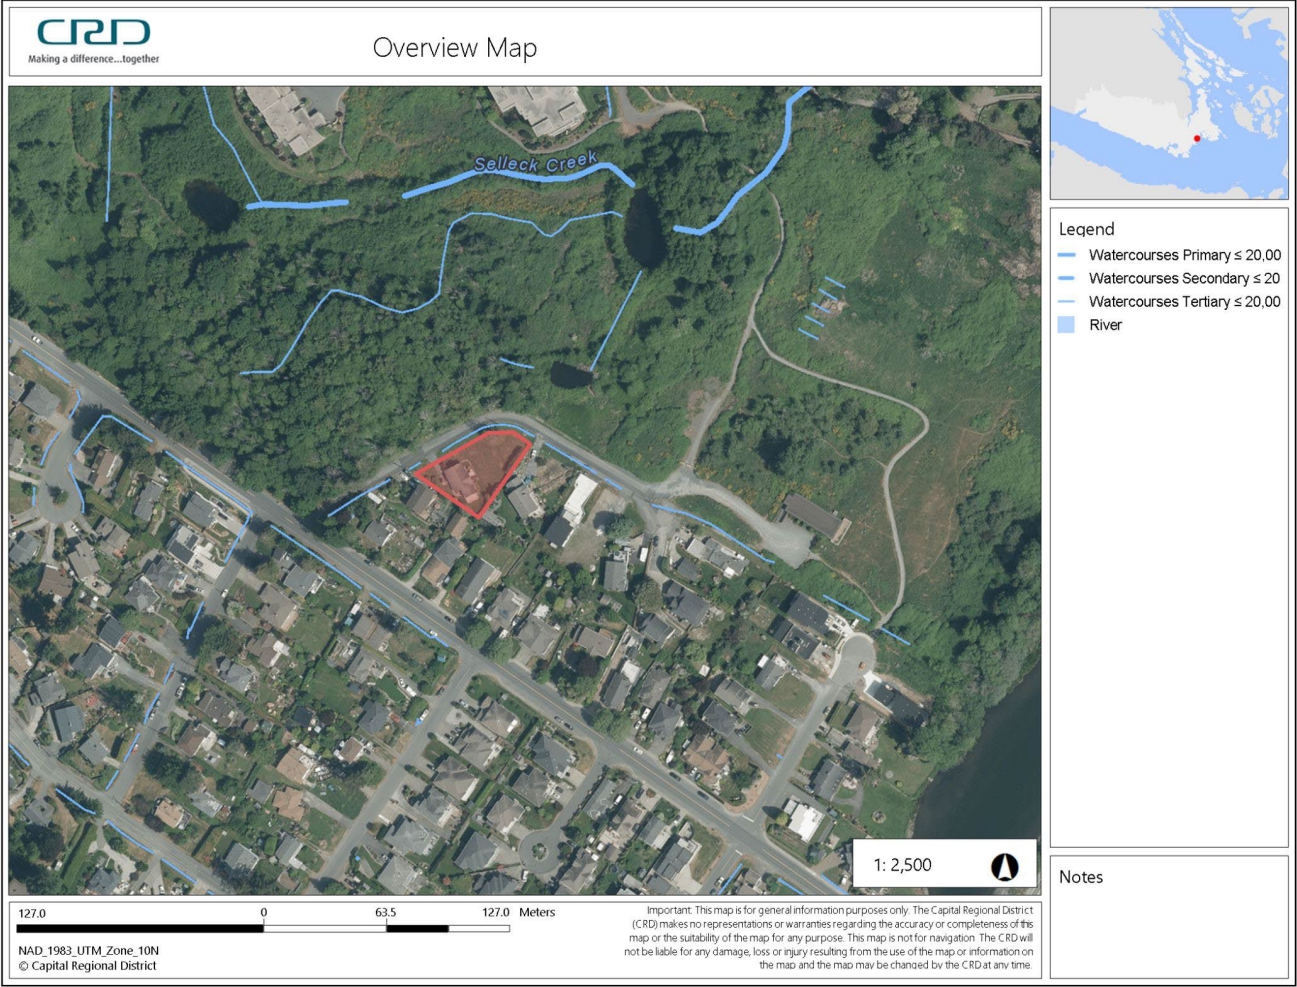 CRD
Making a difference...together
Overview Map
Selleck Creek
Legend
Watercourses Primary ≤ 20,00
Watercourses Secondary ≤ 20
Watercourses Tertiary ≤ 20,00
River
1: 2,500
Notes
127.0 0 63.5 127.0 Meters
NAD_1983_UTM_Zone_10N
© Capital Regional District
Important: This map is for general information purposes only. The Capital Regional District
(CRD) makes no representations or warranties regarding the accuracy or completeness of this
map or the suitability of the map for any purpose. This map is not for navigation. The CRD will
not be liable for any damage, loss or injury resulting from the use of the map or information on
the map and the map may be changed by the CRD at any time.